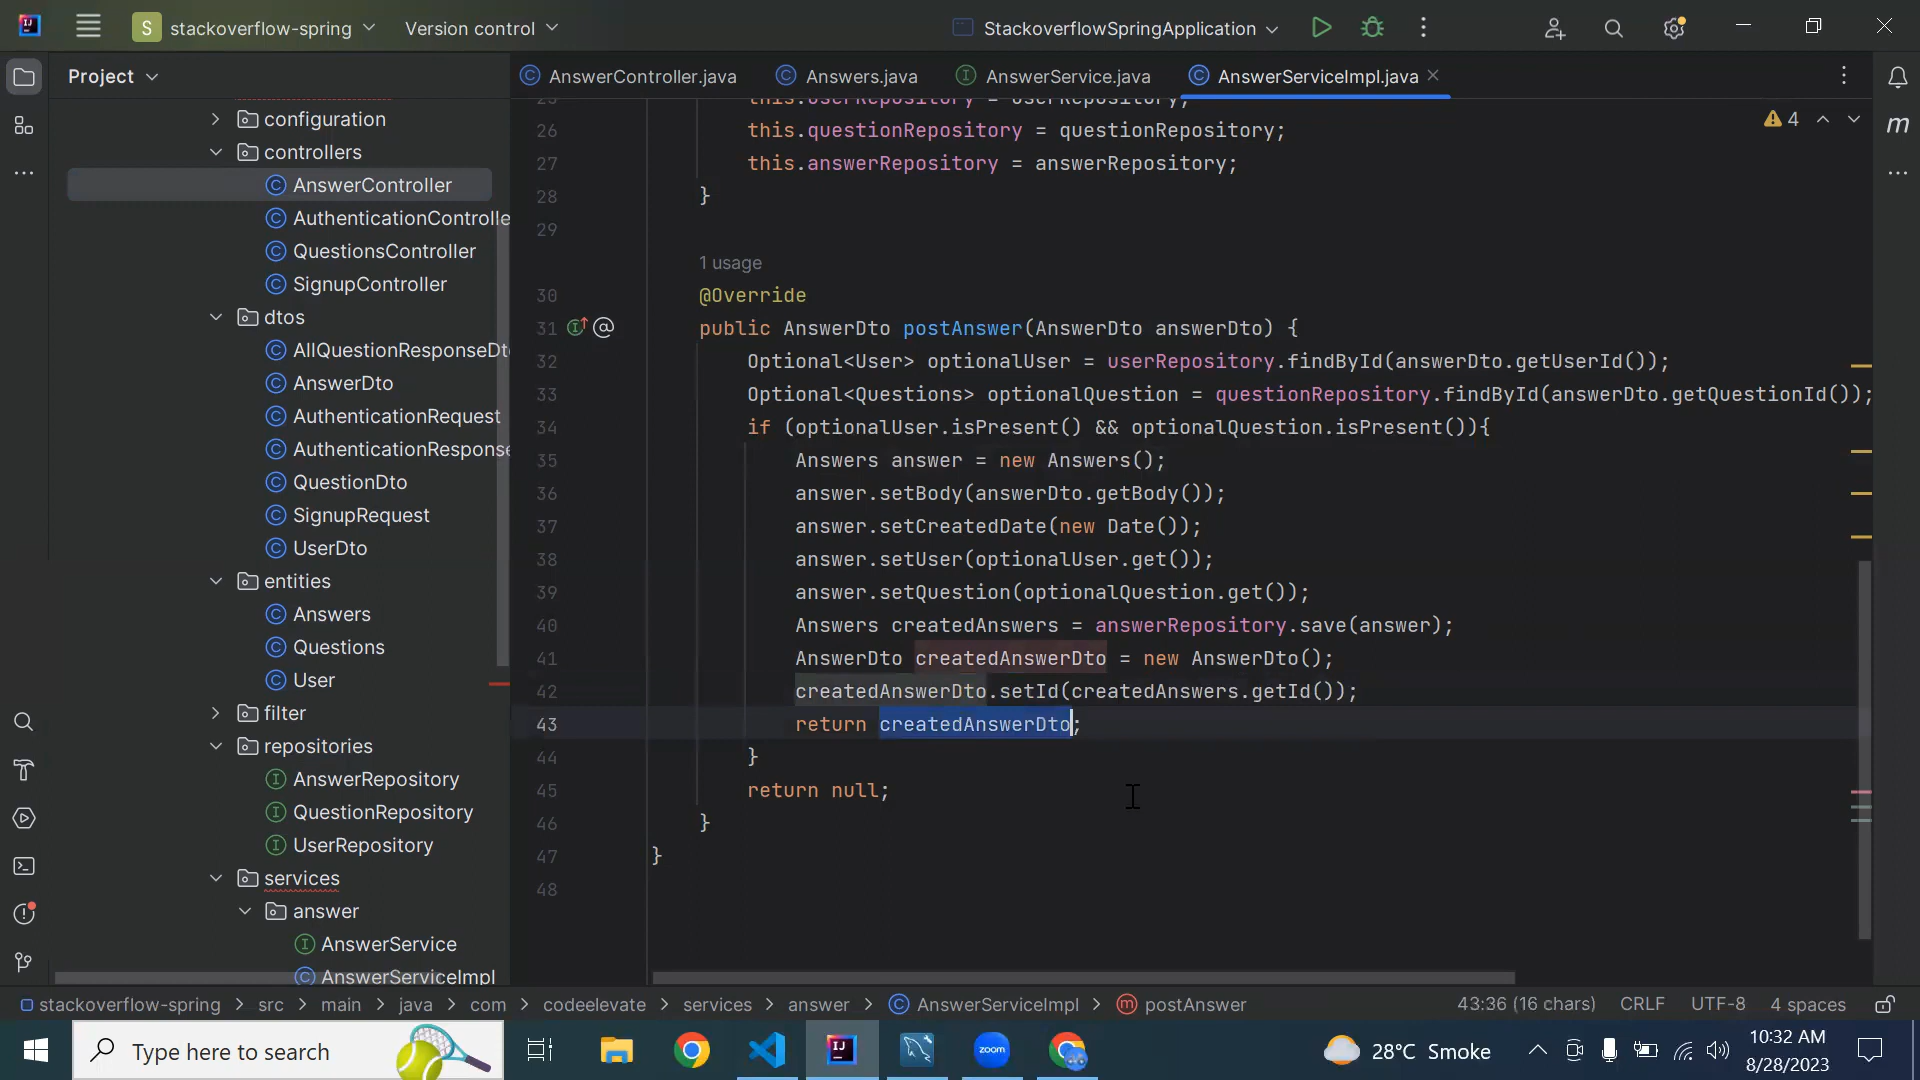 S stackoverflow-spring
Version control
StackoverflowSpringApplication
Project
AnswerController.java
Answers.java
AnswerService.java
AnswerServiceImpl.java
configuration
controllers
AnswerController
AuthenticationControlle
QuestionsController
SignupController
dtos
AllQuestionResponseDt
AnswerDto
AuthenticationRequest
AuthenticationResponse
QuestionDto
SignupRequest
UserDto
entities
Answers
Questions
User
filter
repositories
AnswerRepository
QuestionRepository
UserRepository
services
answer
AnswerService
AnswerServiceImpl
4
25 this.userRepository = userRepository;
26 this.questionRepository = questionRepository;
27 this.answerRepository = answerRepository;
28 }
29
1 usage
30 @Override
31 public AnswerDto postAnswer(AnswerDto answerDto) {
32 Optional<User> optionalUser = userRepository.findById(answerDto.getUserId());
33 Optional<Questions> optionalQuestion = questionRepository.findById(answerDto.getQuestionId());
34 if (optionalUser.isPresent() && optionalQuestion.isPresent()){
35 Answers answer = new Answers();
36 answer.setBody(answerDto.getBody());
37 answer.setCreatedDate(new Date());
38 answer.setUser(optionalUser.get());
39 answer.setQuestion(optionalQuestion.get());
40 Answers createdAnswers = answerRepository.save(answer);
41 AnswerDto createdAnswerDto = new AnswerDto();
42 createdAnswerDto.setId(createdAnswers.getId());
43 return createdAnswerDto;
44 }
45 return null;
46 }
47 }
48
stackoverflow-spring > src > main > java > com > codeelevate > services > answer > AnswerServiceImpl > postAnswer
43:36 (16 chars) CRLF UTF-8 4 spaces
Type here to search
zoom
28°C Smoke
10:32 AM
8/28/2023